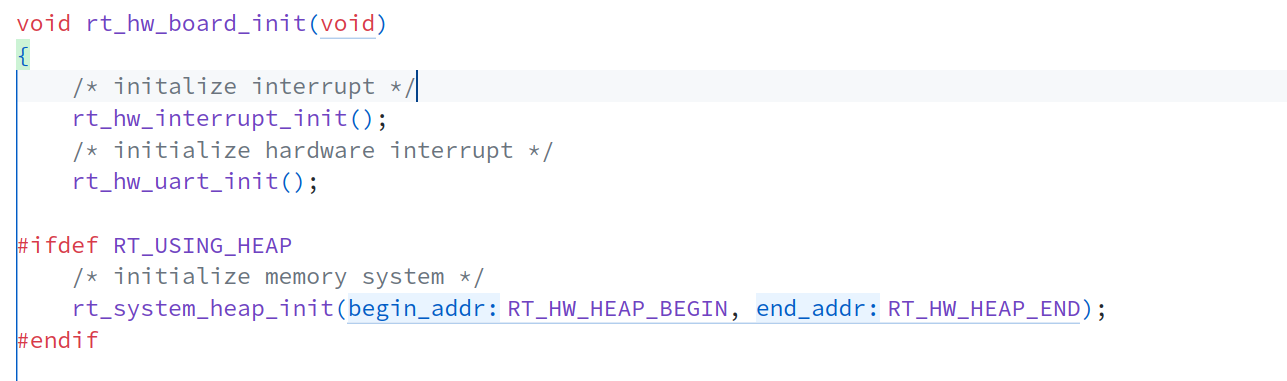 void rt_hw_board_init(void)
{
    /* initalize interrupt */
    rt_hw_interrupt_init();
    /* initialize hardware interrupt */
    rt_hw_uart_init();

#ifdef RT_USING_HEAP
    /* initialize memory system */
    rt_system_heap_init(begin_addr: RT_HW_HEAP_BEGIN, end_addr: RT_HW_HEAP_END);
#endif